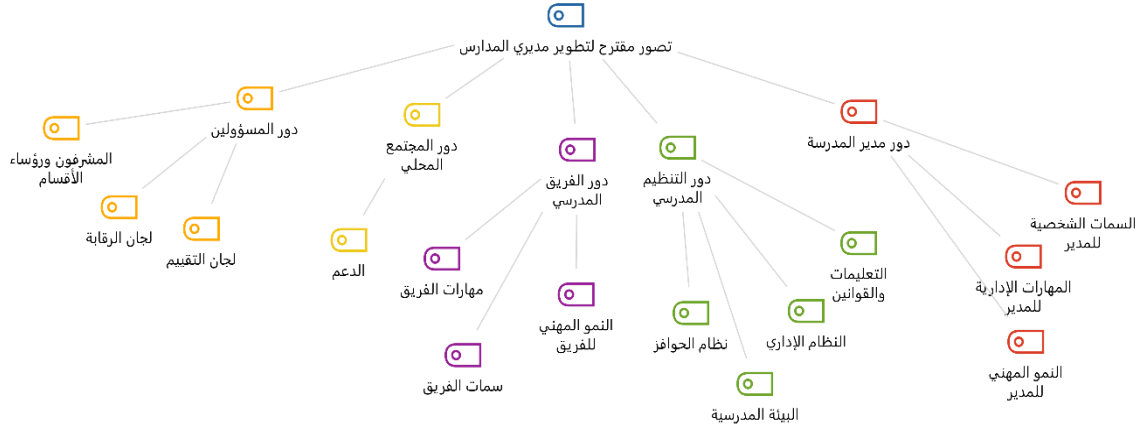 تصور مقترح لتطوير مديري المدارس
دور مدير المدرسة
السمات الشخصية
للمدير
المهارات الإدارية
للمدير
النمو المهني
للمدير
دور التنظيم
المدرسي
التعليمات
والقوانين
النظام الإداري
البيئة المدرسية
نظام الحوافز
دور الفريق
المدرسي
النمو المهني
للفريق
سمات الفريق
مهارات الفريق
دور المجتمع
المحلي
الدعم
دور المسؤولين
لجان التقييم
لجان الرقابة
المشرفون ورؤساء
الأقسام